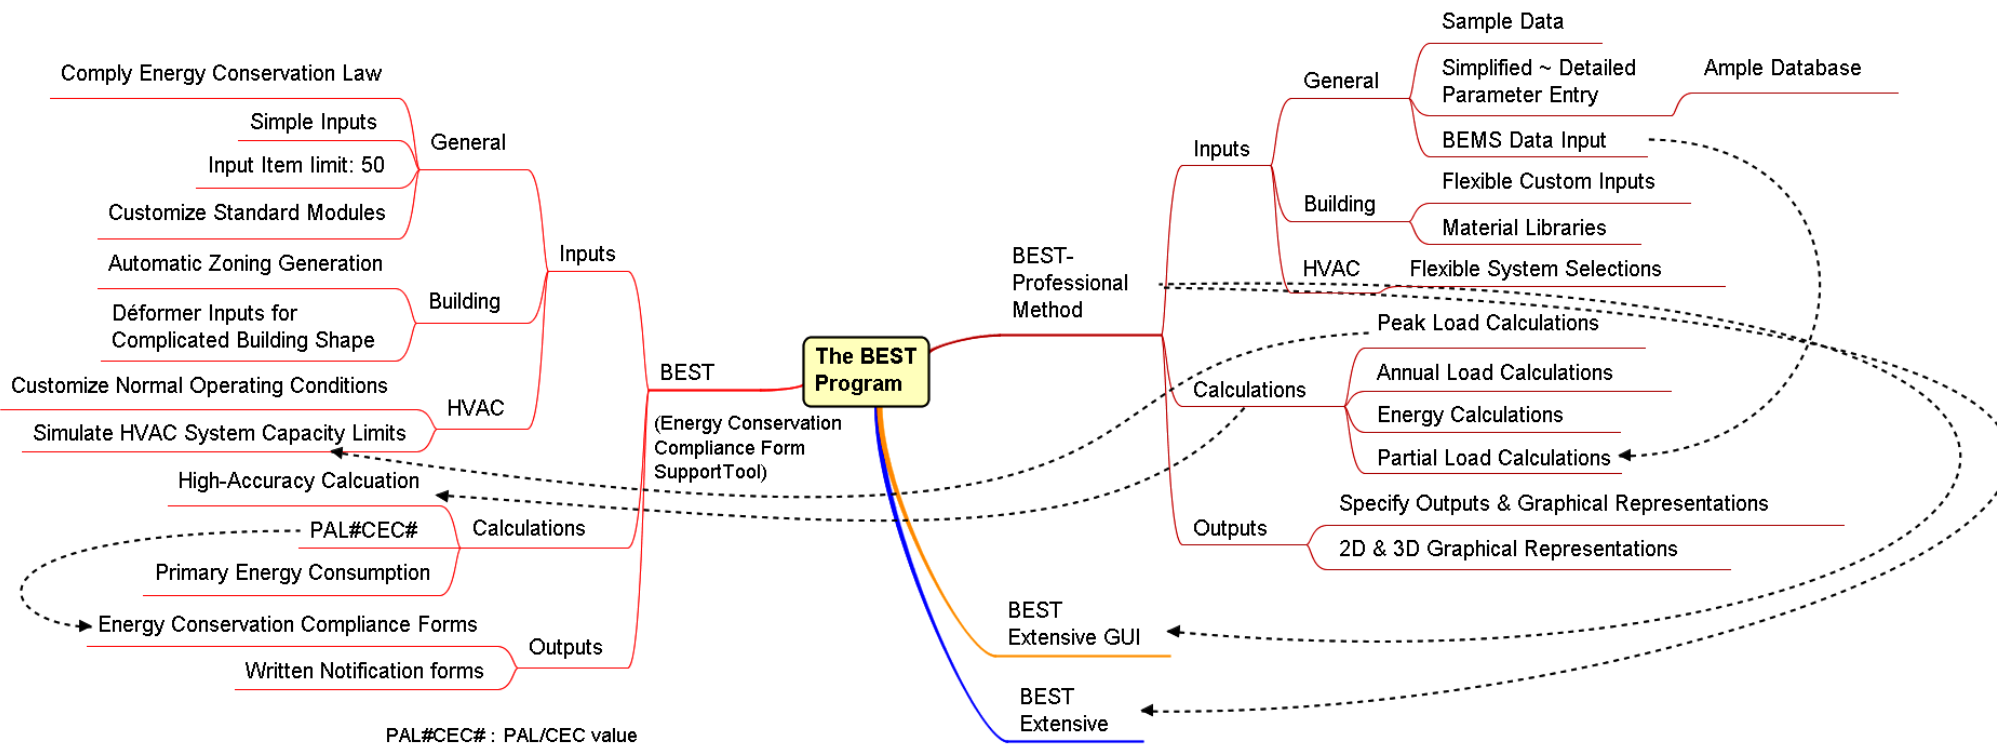 Comply Energy Conservation Law
Simple Inputs
Input Item limit: 50
Customize Standard Modules
General
Automatic Zoning Generation
Déformer Inputs for
Complicated Building Shape
Building
Customize Normal Operating Conditions
Simulate HVAC System Capacity Limits
HVAC
Inputs
High-Accuracy Calcuation
PAL#CEC#
Primary Energy Consumption
Calculations
Energy Conservation Compliance Forms
Written Notification forms
Outputs
BEST
(Energy Conservation
Compliance Form
SupportTool)
The BEST
Program
BEST-
Professional
Method
Inputs
General
Sample Data
Simplified ~ Detailed
Parameter Entry
Ample Database
BEMS Data Input
Building
Flexible Custom Inputs
Material Libraries
HVAC
Flexible System Selections
Calculations
Peak Load Calculations
Annual Load Calculations
Energy Calculations
Partial Load Calculations
Outputs
Specify Outputs & Graphical Representations
2D & 3D Graphical Representations
BEST
Extensive GUI
BEST
Extensive
PAL#CEC# : PAL/CEC value